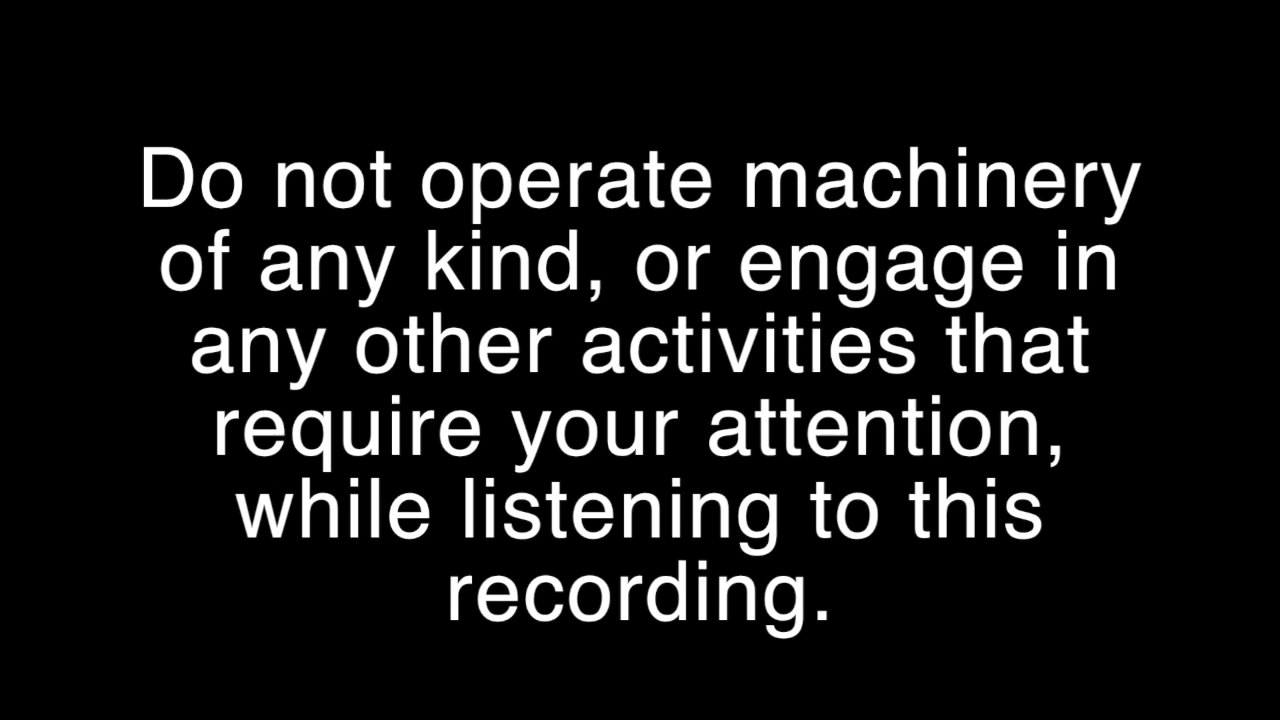 Do not operate machinery
of any kind, or engage in
any other activities that
require your attention,
while listening to this
recording.